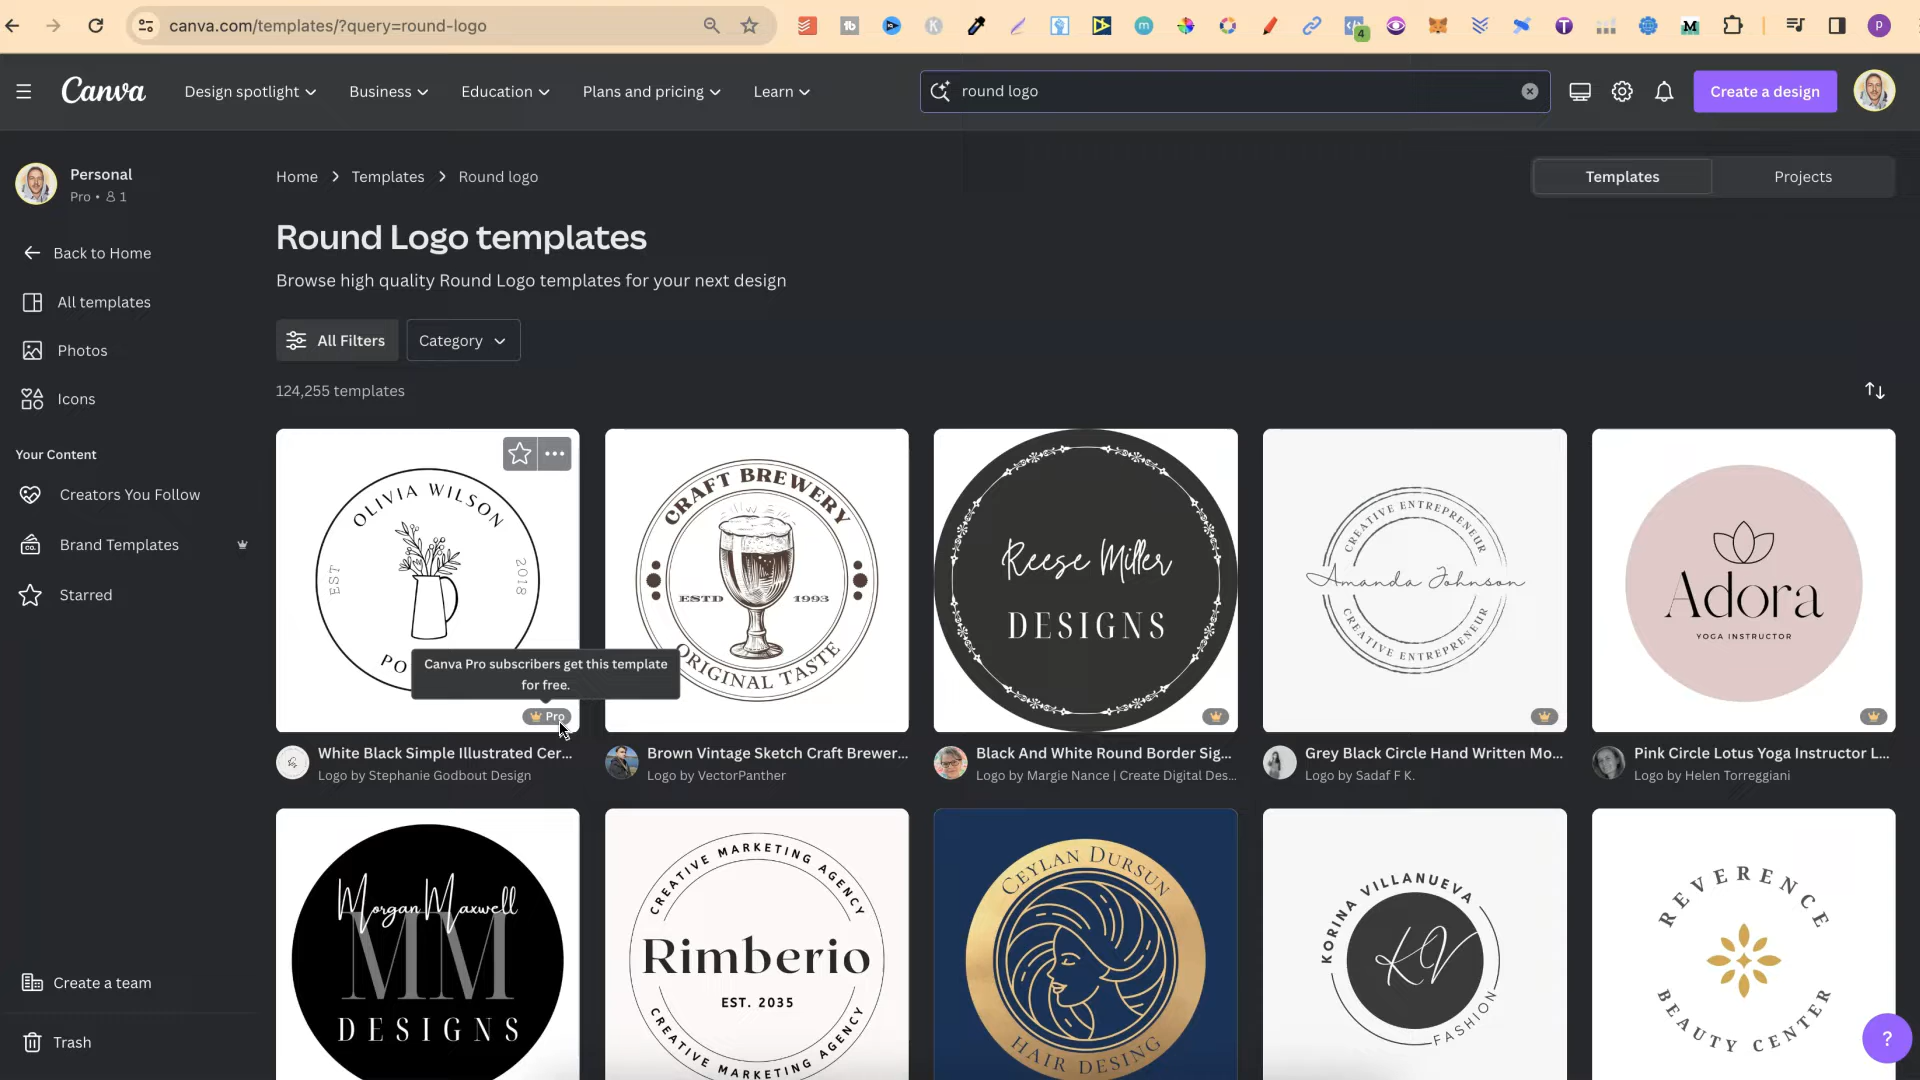 canva.com/templates/?query=round-logo
4
P
Canva
Design spotlight
Business
Education
Plans and pricing
Learn
round logo
Create a design
Personal
Pro • 1
Back to Home
All templates
Photos
Icons
Your Content
Creators You Follow
Brand Templates
Starred
Create a team
Trash
Home > Templates > Round logo
Templates
Projects
Round Logo templates
Browse high quality Round Logo templates for your next design
All Filters
Category
124,255 templates
OLIVIA WILSON
EST
2018
PO
Canva Pro subscribers get this template
for free.
Pro
White Black Simple Illustrated Cer...
Logo by Stephanie Godbout Design
CRAFT BREWERY
ESTD 1993
ORIGINAL TASTE
Brown Vintage Sketch Craft Brewer...
Logo by VectorPanther
Reese Miller
DESIGNS
Black And White Round Border Sig...
Logo by Margie Nance | Create Digital Des...
CREATIVE ENTREPRENEUR
Amanda Johnson
CREATIVE ENTREPRENEUR
Grey Black Circle Hand Written Mo...
Logo by Sadaf F K.
Adora
YOGA INSTRUCTOR
Pink Circle Lotus Yoga Instructor L...
Logo by Helen Torreggiani
Morgan Maxwell
MM
DESIGNS
CREATIVE MARKETING AGENCY
Rimberio
EST. 2035
CREATIVE MARKETING AGENCY
CEYLAN DURSUN
HAIR DESING
KORINA VILLANUEVA
KV
FASHION
REVERENCE
BEAUTY CENTER
?